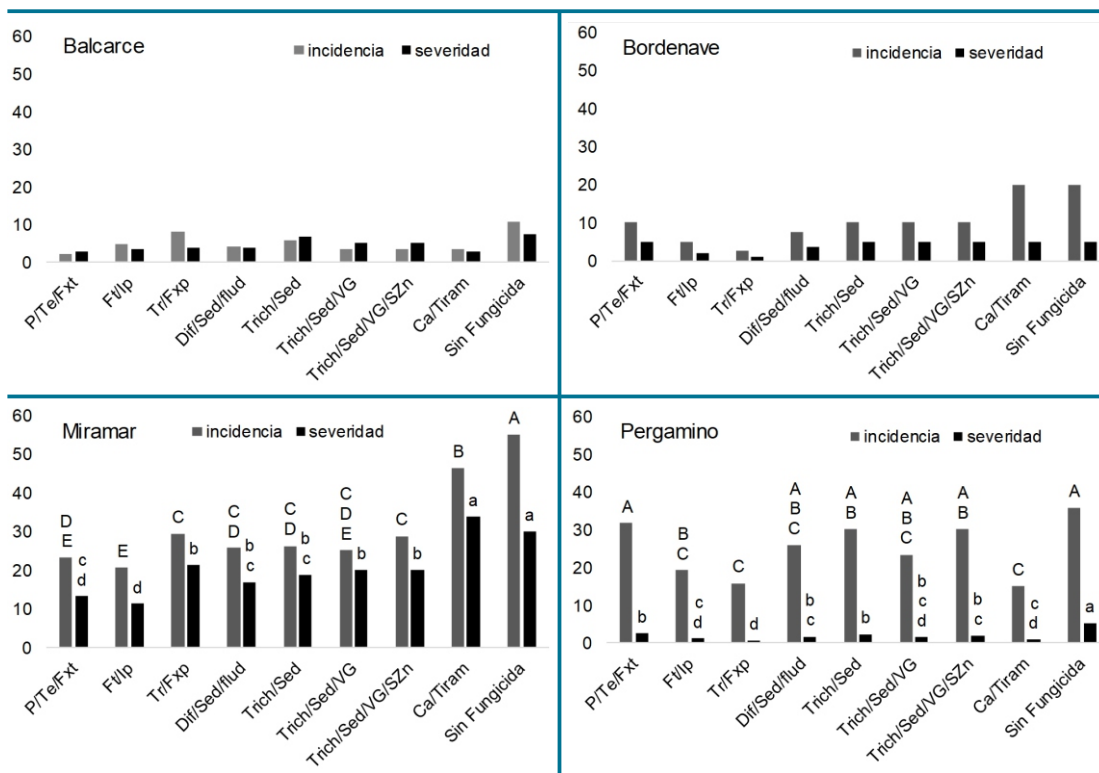 Balcarce
incidencia severidad
60
50
40
30
20
10
0
P/Te/Fxt
Ft/Ip
Tr/Fxp
Dif/Sed/flud
Trich/Sed
Trich/Sed/VG
Trich/Sed/VG/SZn
Ca/Tiram
Sin Fungicida
Bordenave
incidencia severidad
60
50
40
30
20
10
0
P/Te/Fxt
Ft/Ip
Tr/Fxp
Dif/Sed/flud
Trich/Sed
Trich/Sed/VG
Trich/Sed/VG/SZn
Ca/Tiram
Sin Fungicida
Miramar
incidencia severidad
60
50
40
30
20
10
0
D
E
c
d
E
d
C
b
C
D
b
c
C
D
b
c
C
D
E
b
C
b
B
a
A
a
P/Te/Fxt
Ft/Ip
Tr/Fxp
Dif/Sed/flud
Trich/Sed
Trich/Sed/VG
Trich/Sed/VG/SZn
Ca/Tiram
Sin Fungicida
Pergamino
incidencia severidad
60
50
40
30
20
10
0
A
b
B
C
c
d
C
d
A
B
C
b
c
A
B
b
A
B
C
b
c
d
A
B
b
c
C
c
d
A
a
P/Te/Fxt
Ft/Ip
Tr/Fxp
Dif/Sed/flud
Trich/Sed
Trich/Sed/VG
Trich/Sed/VG/SZn
Ca/Tiram
Sin Fungicida